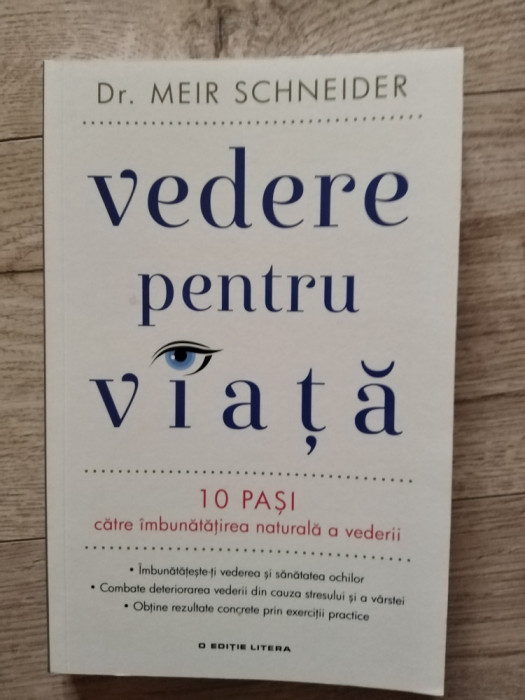 Dr. MEIR SCHNEIDER
vedere
pentru
viață
10 PAȘI
către îmbunătățirea naturală a vederii
• Îmbunătățește-ți vederea și sănătatea ochilor
• Combate deteriorarea vederii din cauza stresului și a vârstei
• Obține rezultate concrete prin exerciții practice
O EDIȚIE LITERA